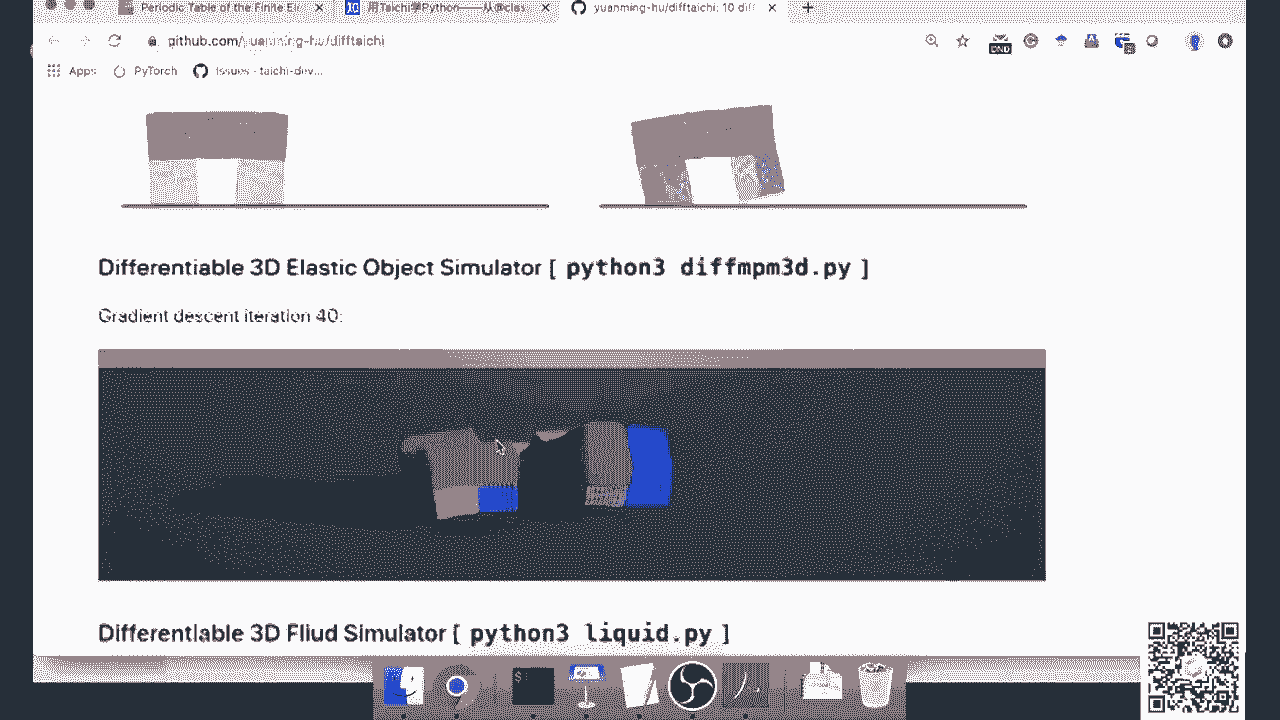 Periodic Table of the Finite El
用Taichi学Python——从@clas
yuanming-hu/difftaichi: 10 diff
github.com/yuanming-hu/difftaichi
DND
Apps
PyTorch
Issues · taichi-dev...
Differentiable 3D Elastic Object Simulator [ python3 diffmpm3d.py ]
Gradient descent iteration 40:
Differentiable 3D Fliud Simulator [ python3 liquid.py ]